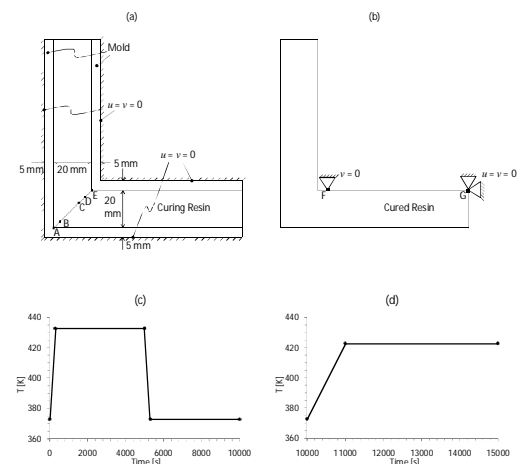 (a)
(b)
Mold
u = v = 0
u = v = 0
5 mm
20 mm
5 mm
E
D
C
B
A
20
mm
Curing Resin
5 mm
v = 0
u = v = 0
F
G
Cured Resin
(c)
(d)
440
420
400
380
360
T [K]
0
2000
4000
6000
8000
10000
Time [s]
440
420
400
380
360
T [K]
10000
11000
12000
13000
14000
15000
Time [s]